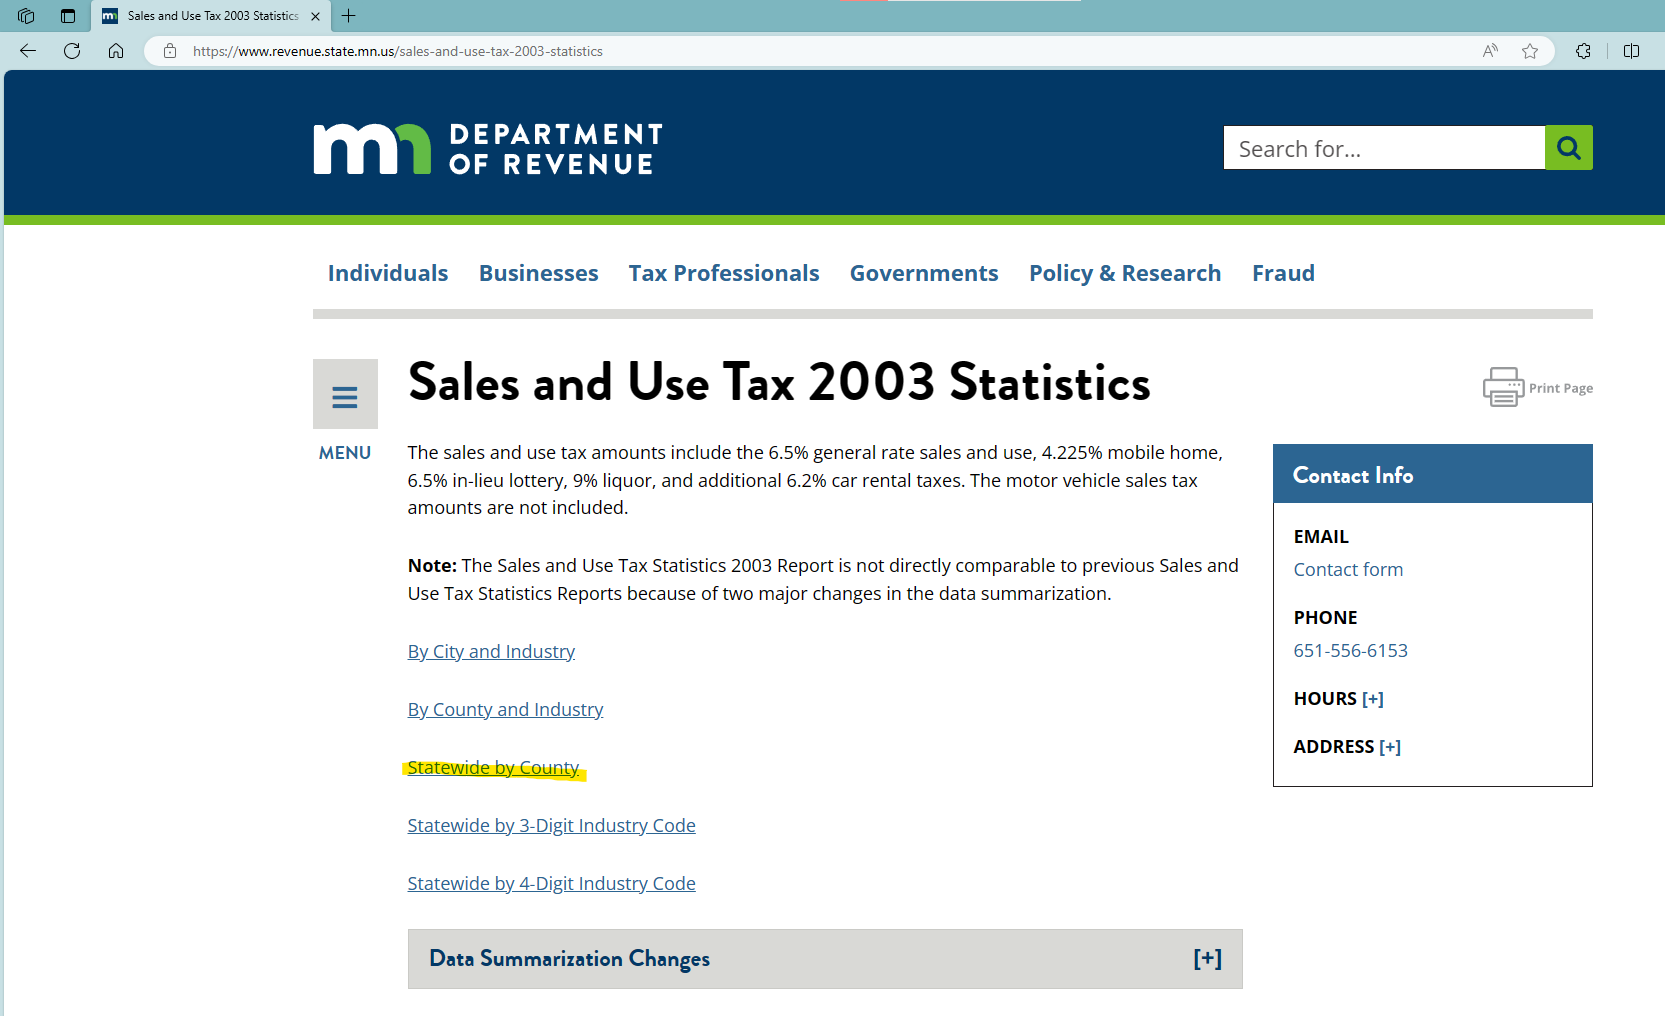 Sales and Use Tax 2003 Statistics
https://www.revenue.state.mn.us/sales-and-use-tax-2003-statistics
mn DEPARTMENT
OF REVENUE
Search for...
Individuals Businesses Tax Professionals Governments Policy & Research Fraud
MENU
Sales and Use Tax 2003 Statistics
Print Page
The sales and use tax amounts include the 6.5% general rate sales and use, 4.225% mobile home,
6.5% in-lieu lottery, 9% liquor, and additional 6.2% car rental taxes. The motor vehicle sales tax
amounts are not included.
Note: The Sales and Use Tax Statistics 2003 Report is not directly comparable to previous Sales and
Use Tax Statistics Reports because of two major changes in the data summarization.
By City and Industry
By County and Industry
Statewide by County
Statewide by 3-Digit Industry Code
Statewide by 4-Digit Industry Code
Data Summarization Changes [+]
Contact Info
EMAIL
Contact form
PHONE
651-556-6153
HOURS [+]
ADDRESS [+]